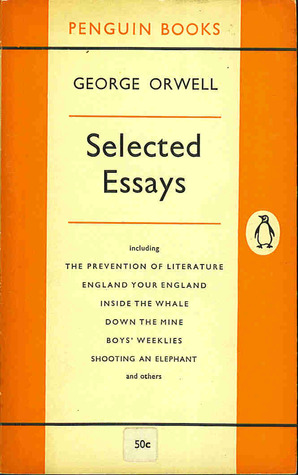 PENGUIN BOOKS
GEORGE ORWELL
Selected
Essays
including
THE PREVENTION OF LITERATURE
ENGLAND YOUR ENGLAND
INSIDE THE WHALE
DOWN THE MINE
BOYS' WEEKLIES
SHOOTING AN ELEPHANT
and others
50c